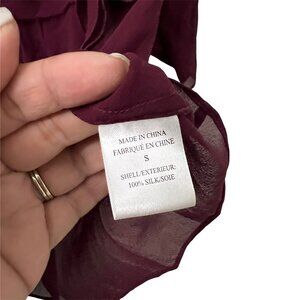 MADE IN CHINA
FABRIQUÉ EN CHINE
S
SHELL/EXTERIEUR:
100% SILK/SOIE